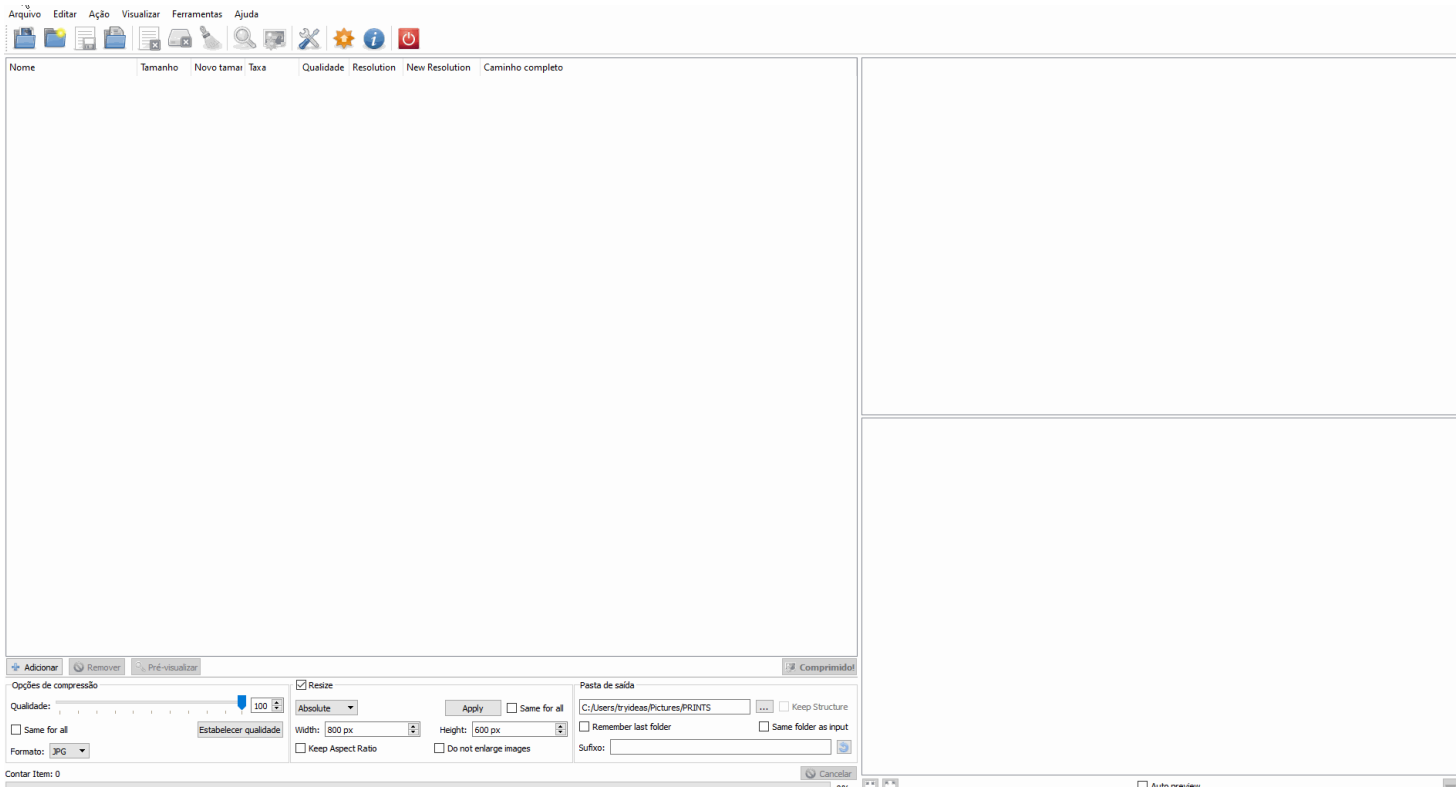 Arquivo Editar Ação Visualizar Ferramentas Ajuda
Nome Tamanho Novo tamar Taxa Qualidade Resolution New Resolution Caminho completo
Adicionar Remover Pré-visualizar Comprimido!
Opções de compressão Resize Pasta de saída
Qualidade: 100 Absolute Apply Same for all C:/Users/tryideas/Pictures/PRINTS ... Keep Structure
Same for all Estabelecer qualidade Width: 800 px Height: 600 px Remember last folder Same folder as input
Formato: JPG Keep Aspect Ratio Do not enlarge images Sufixo:
Contar Item: 0 Cancelar
Auto preview